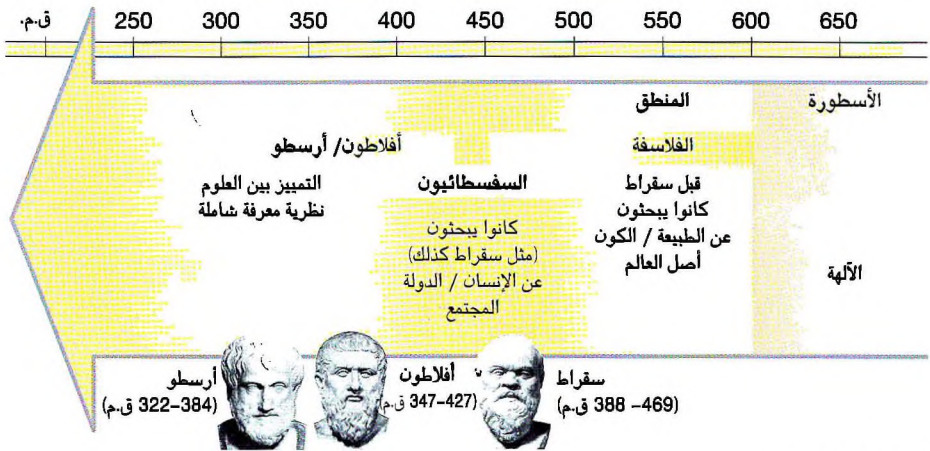 650 600 550 500 450 400 350 300 250 ق.م.
الأسطورة
الآلهة
المنطق
الفلاسفة
قبل سقراط
كانوا يبحثون
عن الطبيعة / الكون
أصل العالم
السفسطائيون
كانوا يبحثون
(مثل سقراط كذلك)
عن الإنسان / الدولة
المجتمع
أفلاطون/ أرسطو
التمييز بين العلوم
نظرية معرفة شاملة
سقراط
(469– 388 ق.م)
أفلاطون
(427–347 ق.م)
أرسطو
(384–322 ق.م)